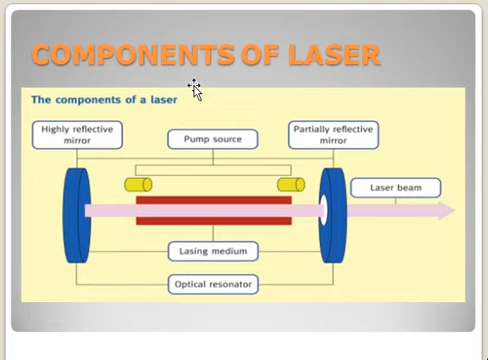 COMPONENTS OF LASER
The components of a laser
Highly reflective
mirror
Pump source
Partially reflective
mirror
Laser beam
Lasing medium
Optical resonator